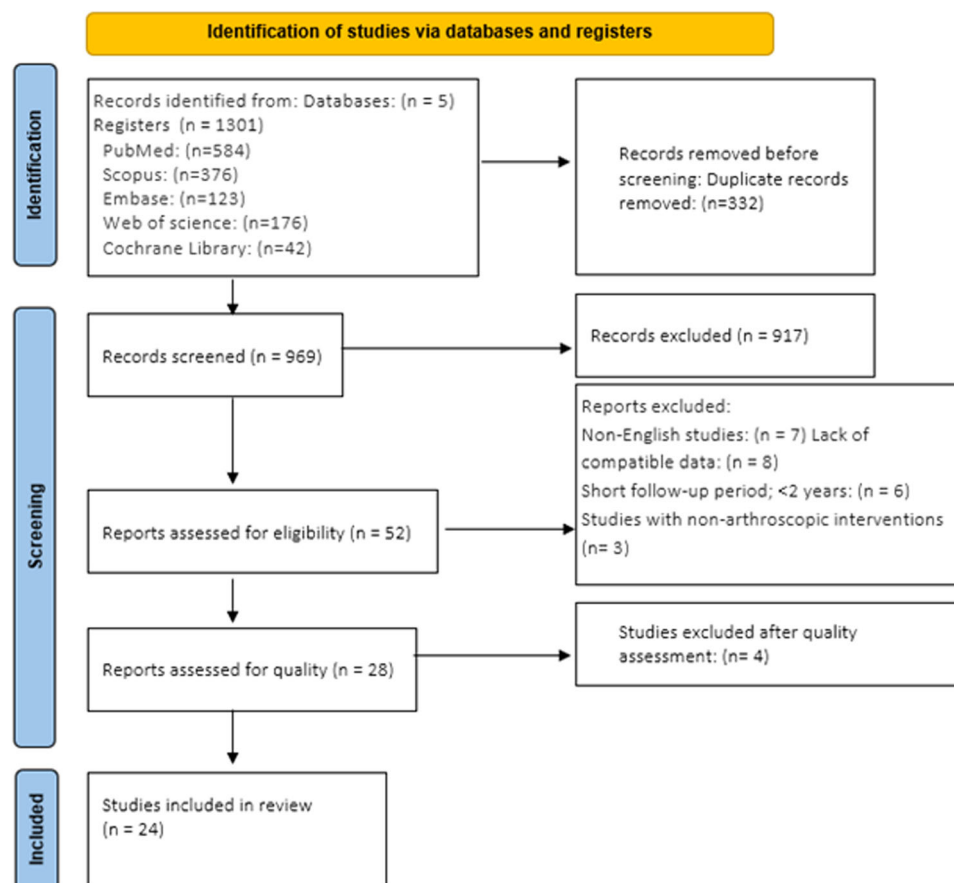 Identification of studies via databases and registers
Identification
Records identified from: Databases: (n = 5)
Registers (n = 1301)
PubMed: (n=584)
Scopus: (n=376)
Embase: (n=123)
Web of science: (n=176)
Cochrane Library: (n=42)
Records removed before
screening: Duplicate records
removed: (n=332)
Screening
Records screened (n = 969)
Records excluded (n = 917)
Reports assessed for eligibility (n = 52)
Reports excluded:
Non-English studies: (n = 7) Lack of
compatible data: (n = 8)
Short follow-up period; <2 years: (n = 6)
Studies with non-arthroscopic interventions
(n= 3)
Reports assessed for quality (n = 28)
Studies excluded after quality
assessment: (n= 4)
Included
Studies included in review
(n = 24)